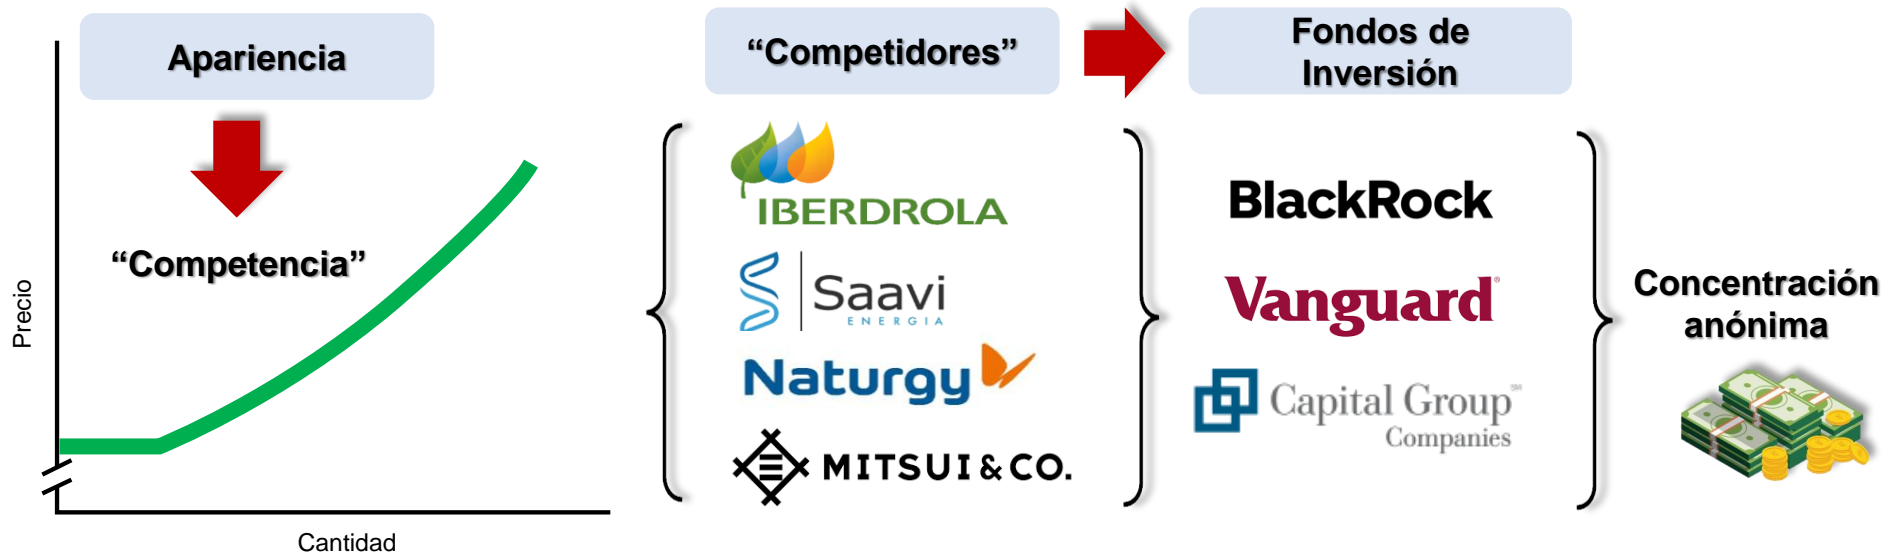 Apariencia
“Competencia”
Precio
Cantidad
“Competidores”
IBERDROLA
Saavi
ENERGIA
Naturgy
MITSUI & CO.
Fondos de
Inversión
BlackRock
Vanguard®
Capital Group℠
Companies
Concentración
anónima